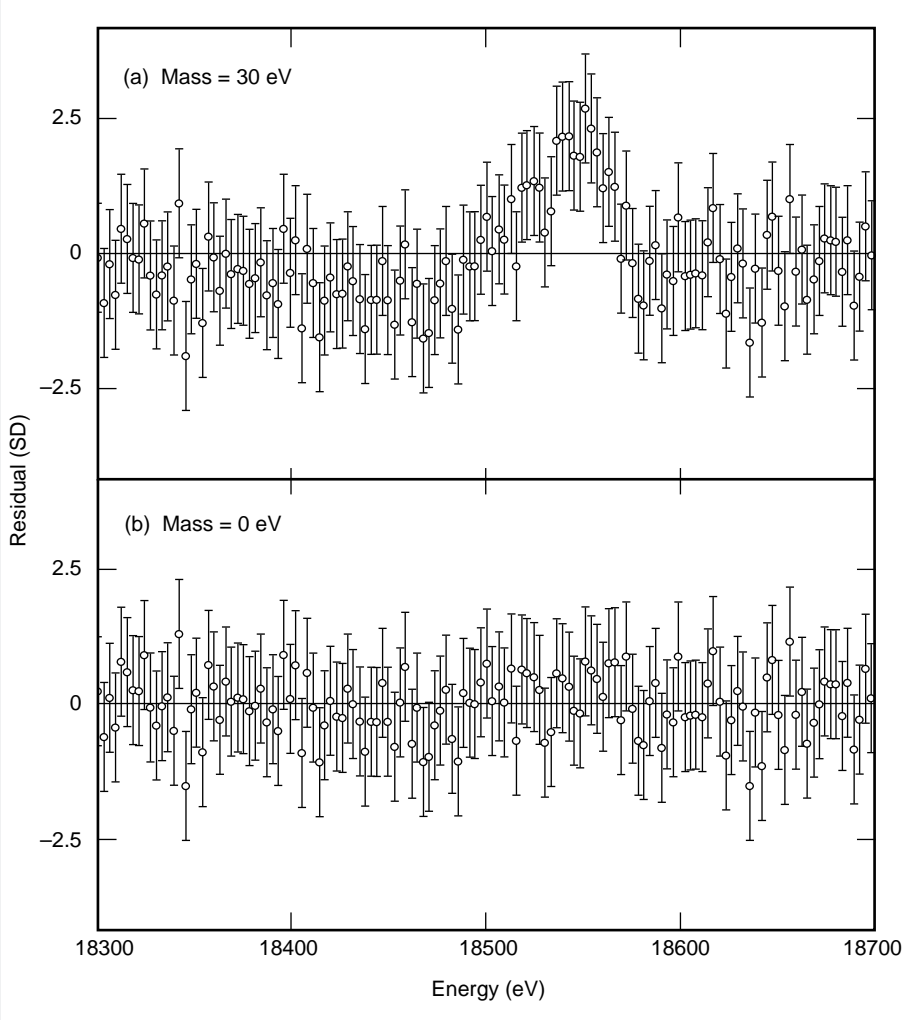 (a) Mass = 30 eV
2.5
0
–2.5
Residual (SD)
(b) Mass = 0 eV
2.5
0
–2.5
18300 18400 18500 18600 18700
Energy (eV)